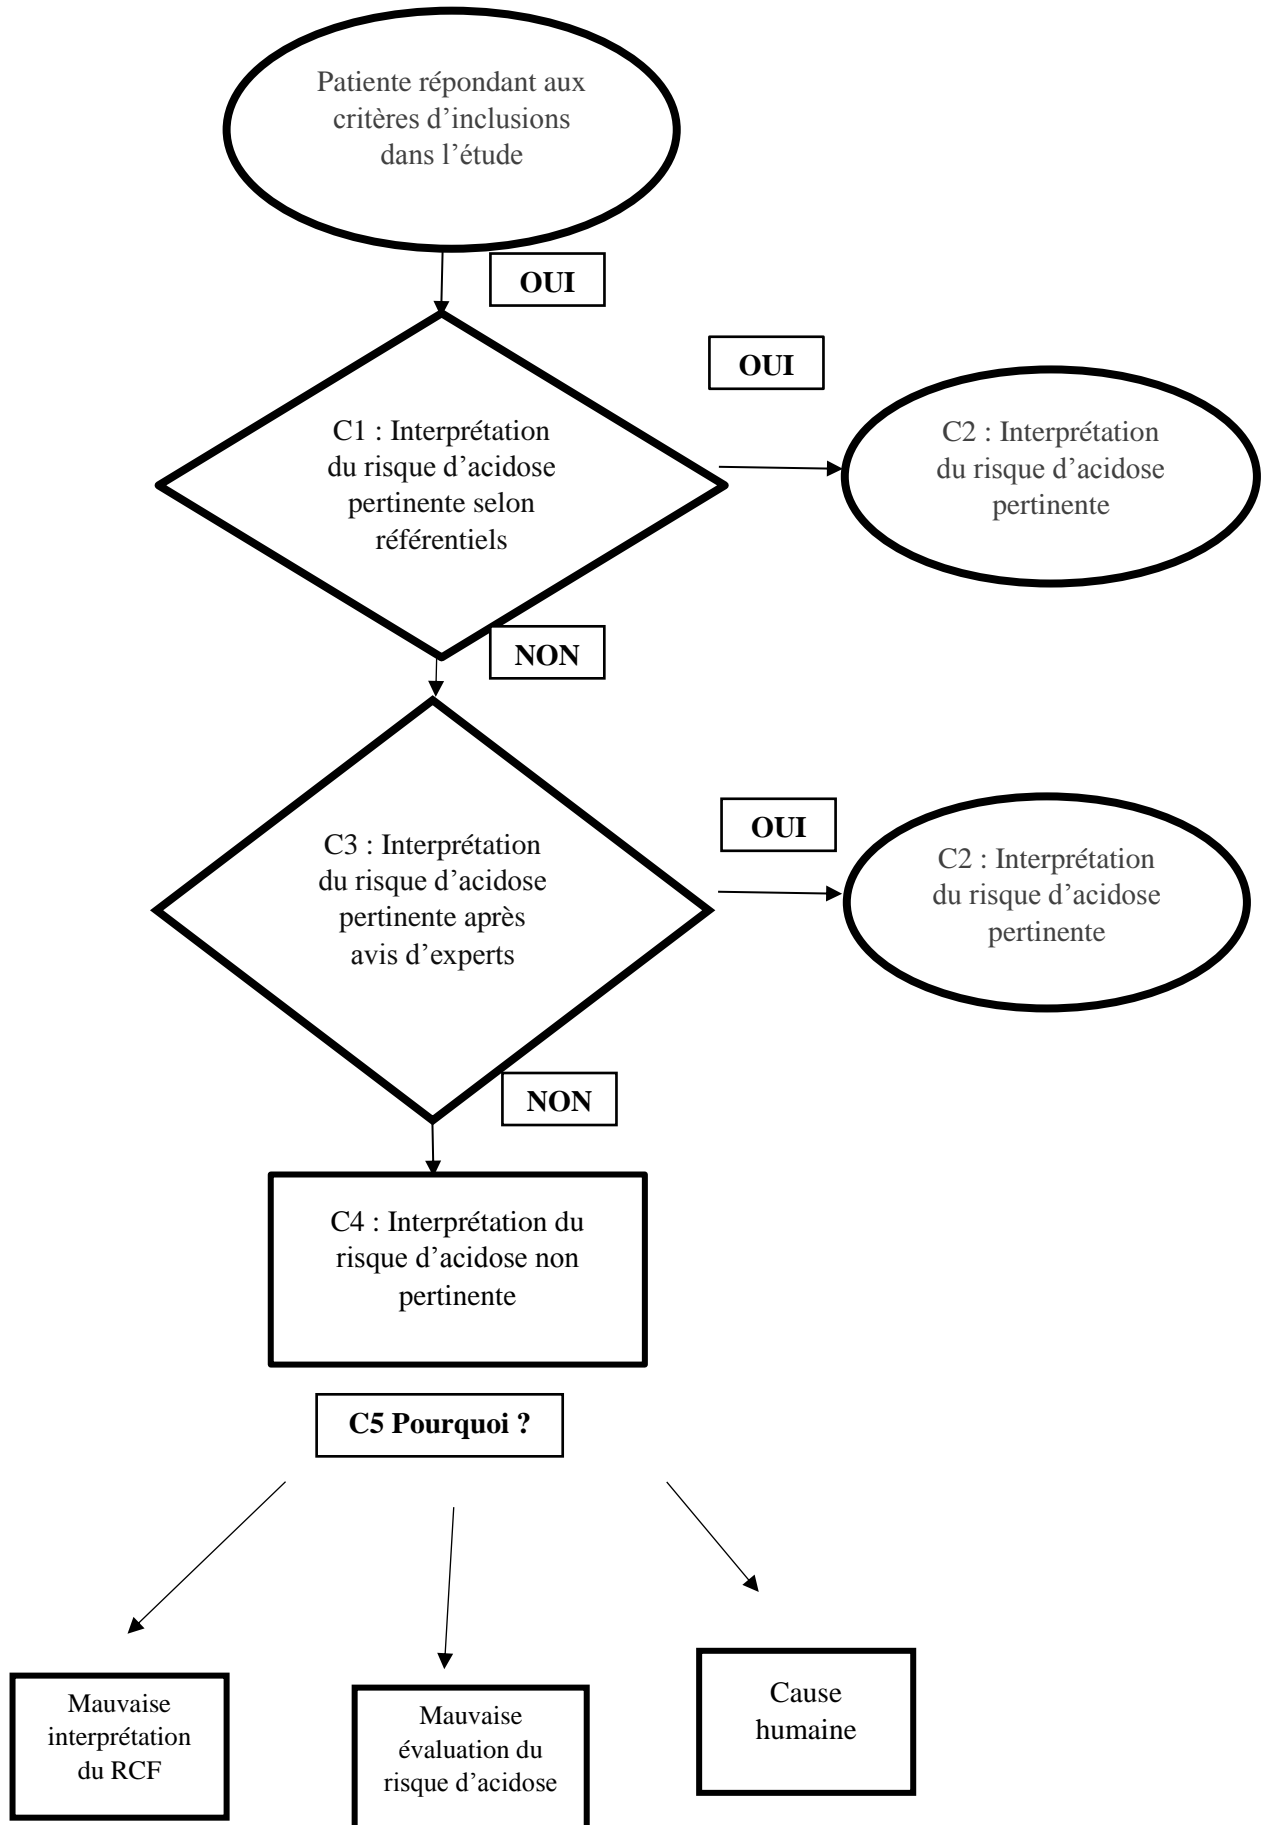 Patiente répondant aux
critères d’inclusions
dans l’étude
OUI
OUI
C1 : Interprétation
du risque d’acidose
pertinente selon
référentiels
C2 : Interprétation
du risque d’acidose
pertinente
NON
OUI
C3 : Interprétation
du risque d’acidose
pertinente après
avis d’experts
C2 : Interprétation
du risque d’acidose
pertinente
NON
C4 : Interprétation du
risque d’acidose non
pertinente
C5 Pourquoi ?
Mauvaise
interprétation
du RCF
Mauvaise
évaluation du
risque d’acidose
Cause
humaine